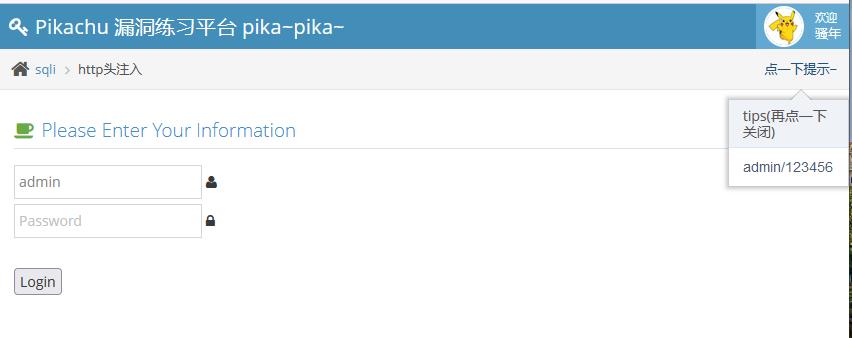 Pikachu 漏洞练习平台 pika~pika~
欢迎
骚年
sqli > http头注入
点一下提示~
tips(再点一下
关闭)
admin/123456
Please Enter Your Information
admin
Password
Login